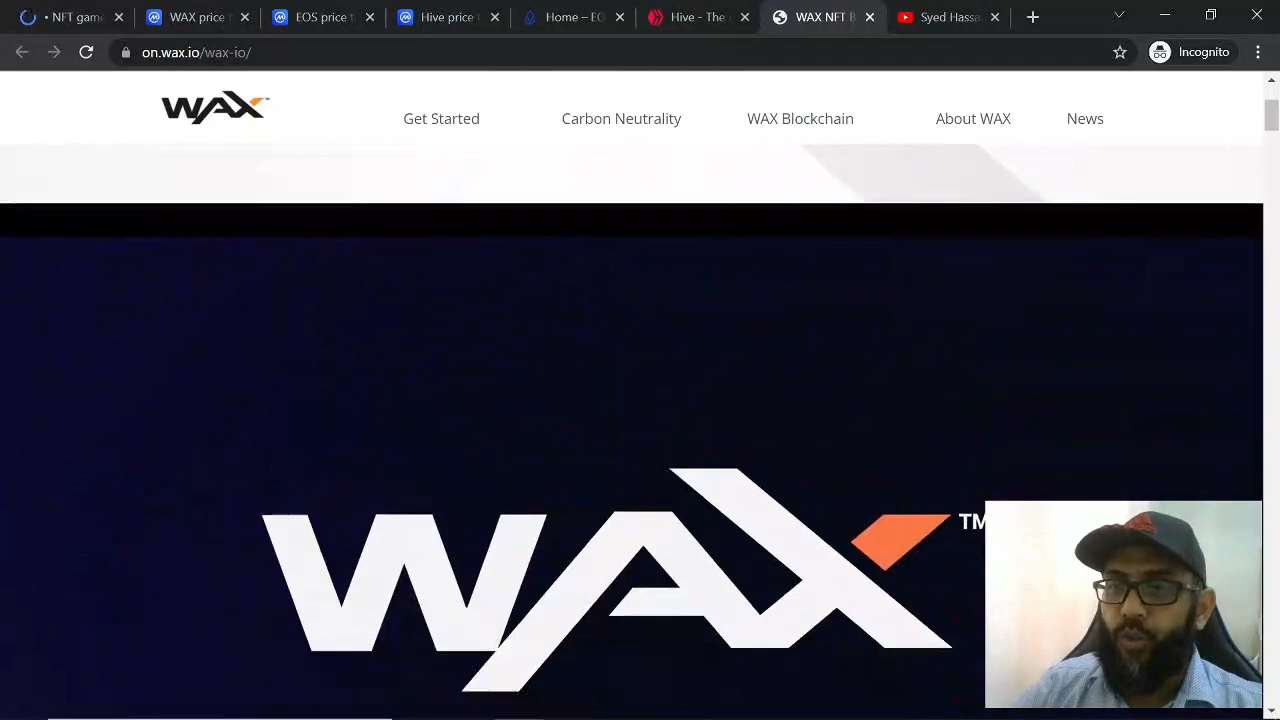 • NFT game
WAX price t
EOS price t
Hive price t
Home – EO
Hive - The
WAX NFT B
Syed Hassa
on.wax.io/wax-io/
Incognito
WAX™
Get Started
Carbon Neutrality
WAX Blockchain
About WAX
News
WAX
TM